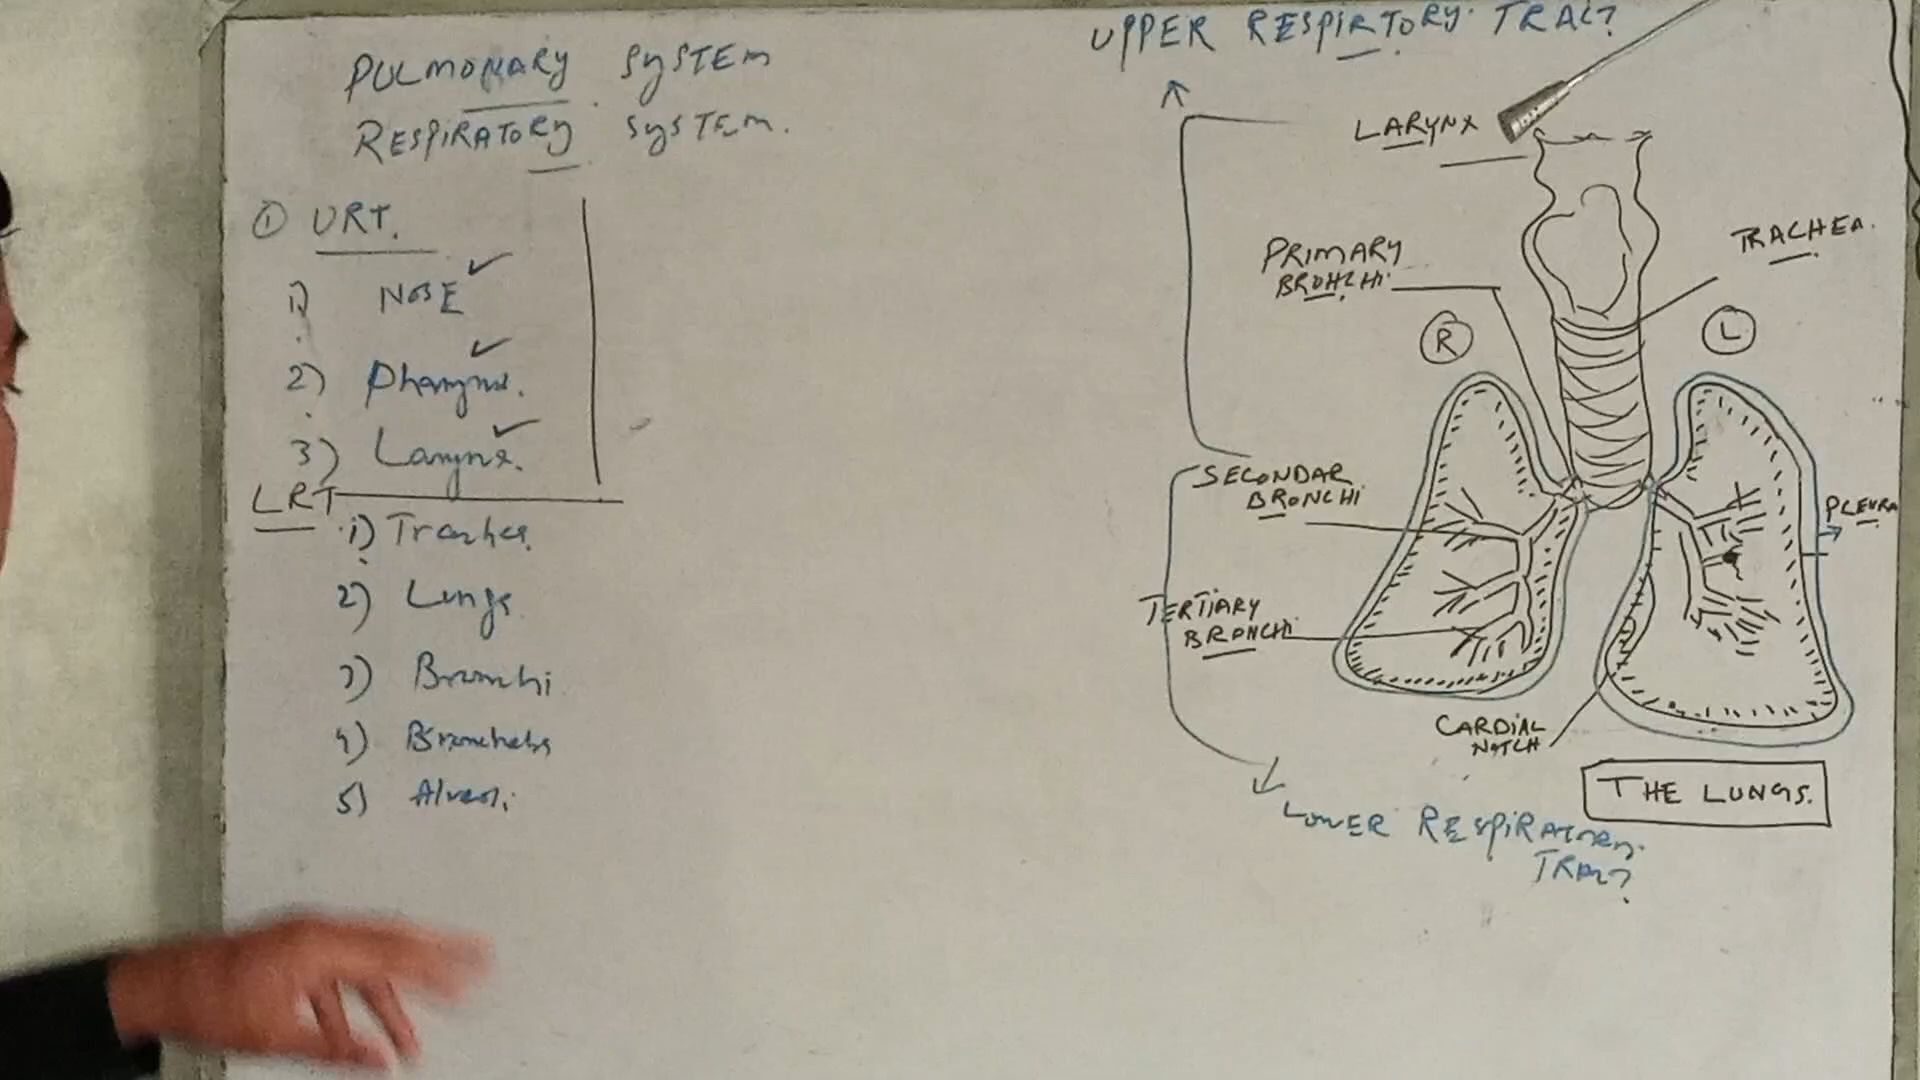 PULMONARY SYSTEM
RESPIRATORY SYSTEM.
① URT.
1) NOSE ✓
2) Pharynx. ✓
3) Larynx. ✓
LRT
1) Trachea.
2) Lungs
3) Bronchi
4)
5) Alveoli
UPPER RESPIRTORY TRACT
LARYNX
PRIMARY
BRONCHI
TRACHEA.
R
L
SECONDAR
BRONCHI
PLEURA
TERTIARY
BRONCHI
CARDIAL
NOTCH
THE LUNGS.
LOWER RESPIRATORY
TRACT